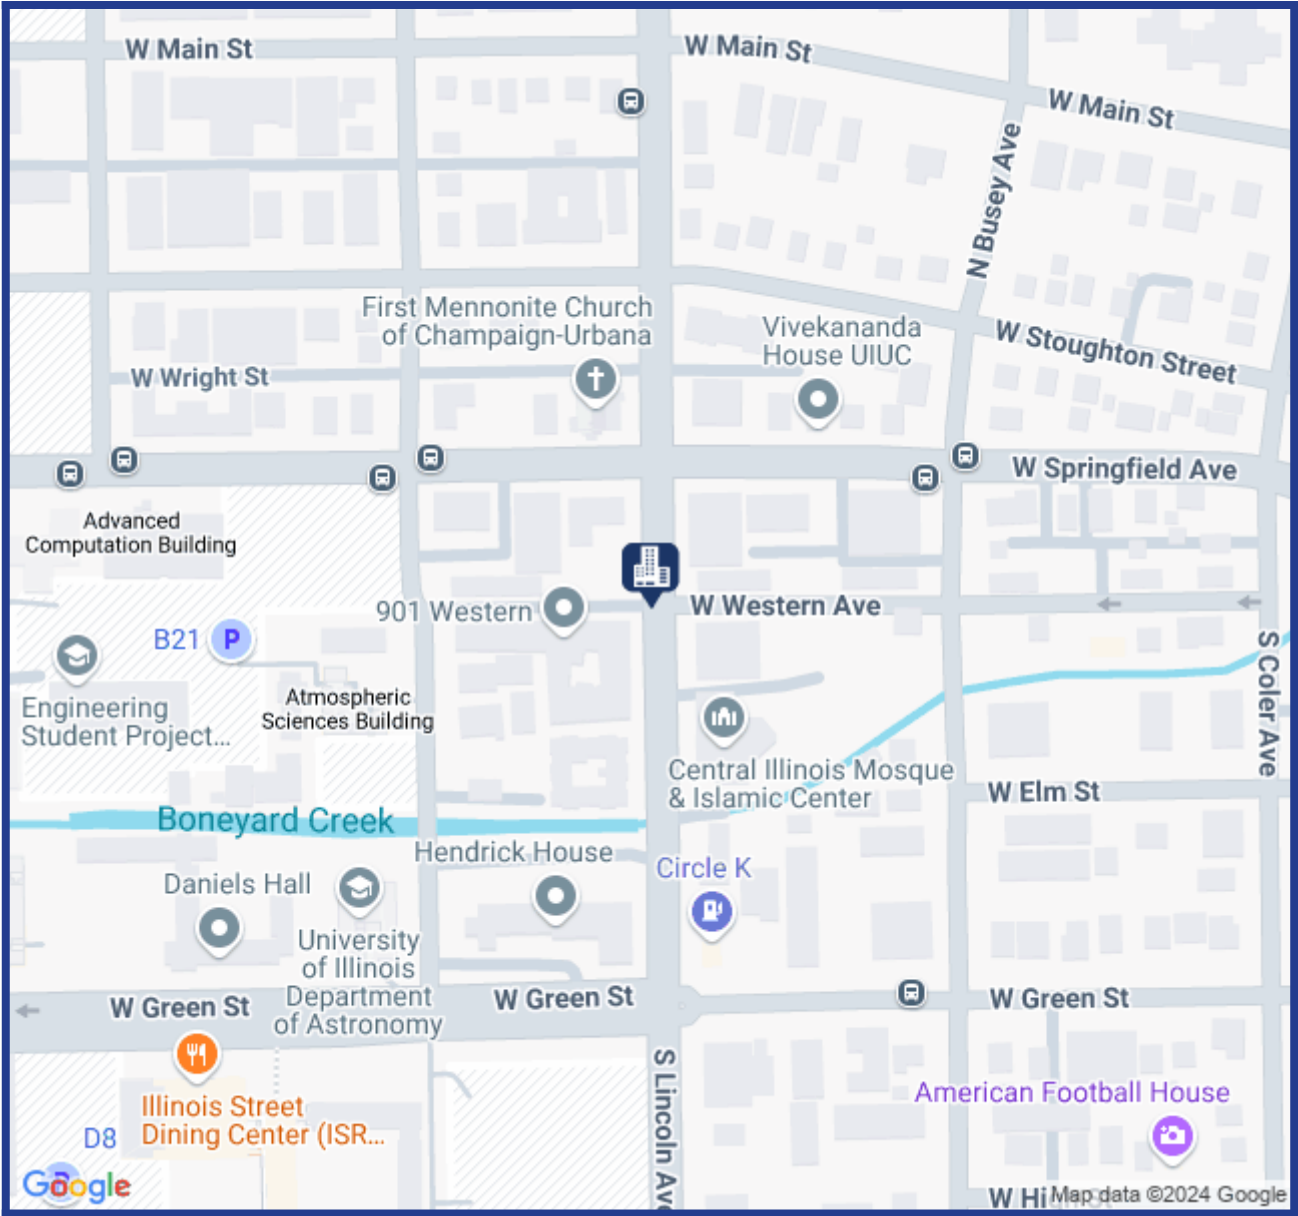 W Main St
W Main St
W Main St
N Busey Ave
First Mennonite Church
of Champaign-Urbana
Vivekananda
House UIUC
W Stoughton Street
W Wright St
W Springfield Ave
Advanced
Computation Building
901 Western
W Western Ave
B21
P
S Coler Ave
Engineering
Student Project...
Atmospheric
Sciences Building
Central Illinois Mosque
& Islamic Center
W Elm St
Boneyard Creek
Hendrick House
Circle K
Daniels Hall
University
of Illinois
Department
of Astronomy
W Green St
W Green St
W Green St
S Lincoln Ave
American Football House
Illinois Street
Dining Center (ISR...
D8
Google
W High St
Map data ©2024 Google